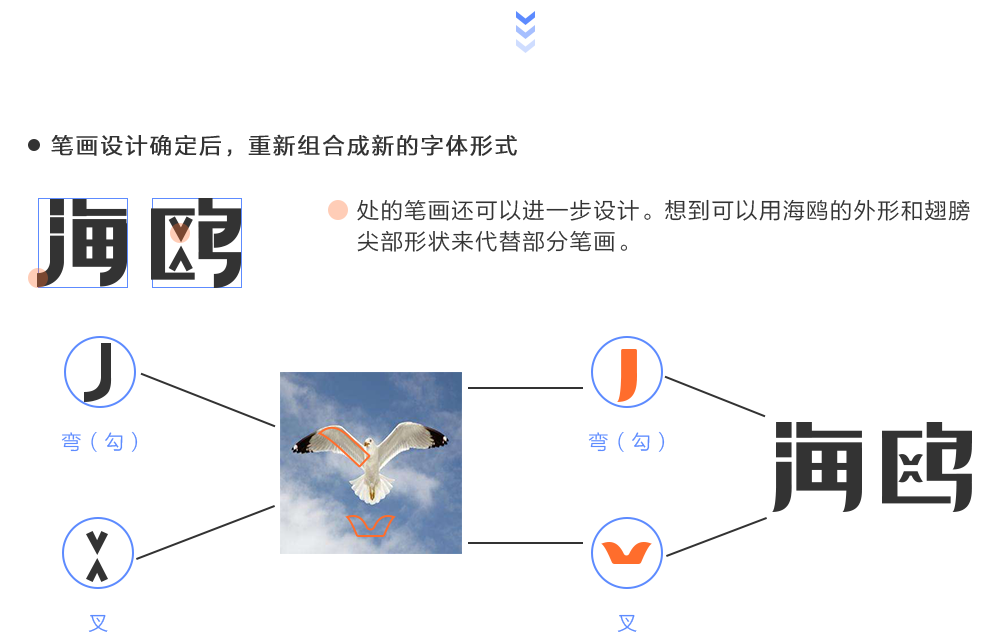 笔画设计确定后，重新组合成新的字体形式
海鸥
处的笔画还可以进一步设计。想到可以用海鸥的外形和翅膀
尖部形状来代替部分笔画。
弯（勾）
弯（勾）
海鸥
叉
叉